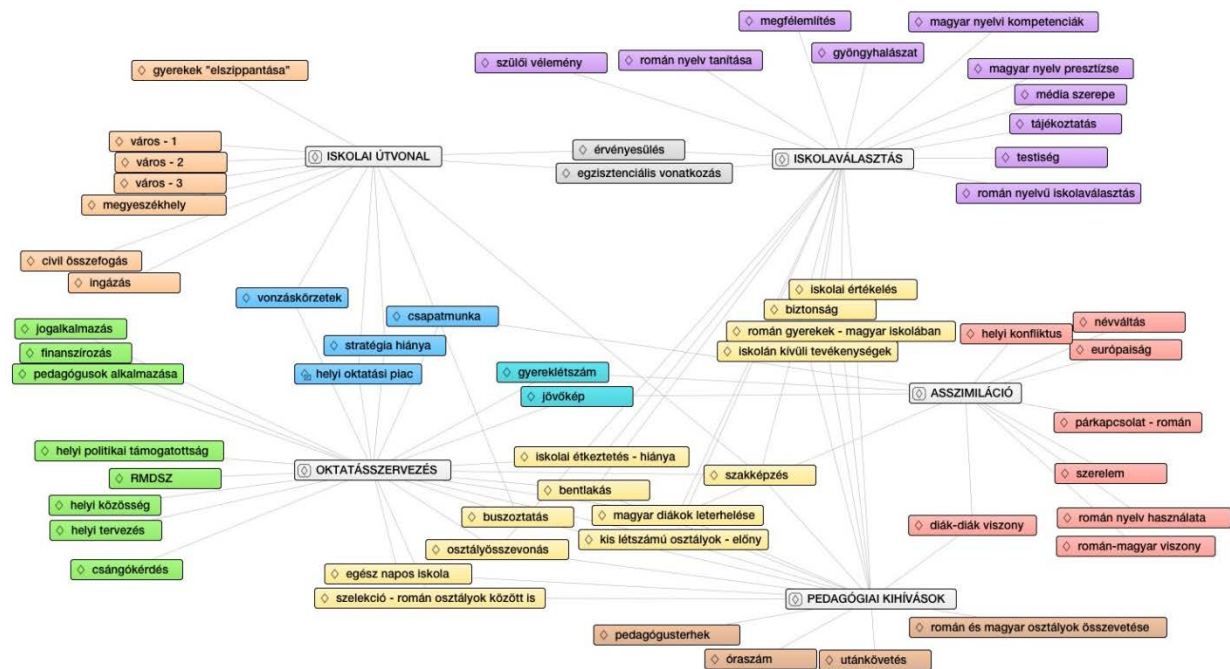 megfélemlítés
magyar nyelvi kompetenciák
gyöngyhalászat
szülői vélemény
román nyelv tanítása
gyerekek "elszippantása"
magyar nyelv presztízse
média szerepe
tájékoztatás
város - 1
érvényesülés
ISKOLAI ÚTVONAL
ISKOLAVÁLASZTÁS
testiség
város - 2
egzisztenciális vonatkozás
város - 3
román nyelvű iskolaválasztás
megyeszékhely
civil összefogás
ingázás
iskolai értékelés
vonzáskörzetek
biztonság
csapatmunka
névváltás
jogalkalmazás
román gyerekek - magyar iskolában
helyi konfliktus
stratégia hiánya
finanszírozás
iskolán kívüli tevékenységek
európaiság
pedagógusok alkalmazása
helyi oktatási piac
gyereklétszám
jövőkép
ASSZIMILÁCIÓ
párkapcsolat - román
helyi politikai támogatottság
iskolai étkeztetés - hiánya
OKTATÁSSZERVEZÉS
RMDSZ
szakképzés
szerelem
bentlakás
helyi közösség
buszoztatás
magyar diákok leterhelése
román nyelv használata
helyi tervezés
diák-diák viszony
kis létszámú osztályok - előny
román-magyar viszony
osztályösszevonás
csángókérdés
egész napos iskola
szelekció - román osztályok között is
PEDAGÓGIAI KIHÍVÁSOK
román és magyar osztályok összevetése
pedagógusterhek
óraszám
utánkövetés